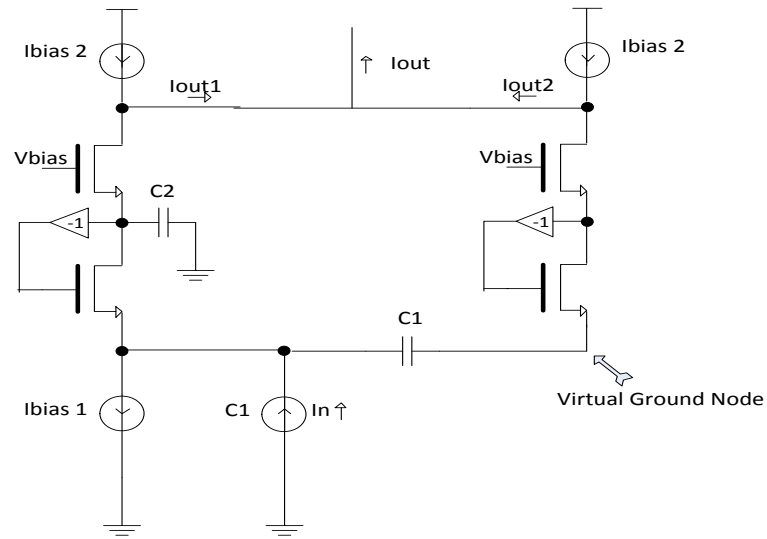 Ibias 2
Iout
Ibias 2
Iout1
Iout2
Vbias
Vbias
C2
-1
-1
C1
Ibias 1
C1
In
Virtual Ground Node